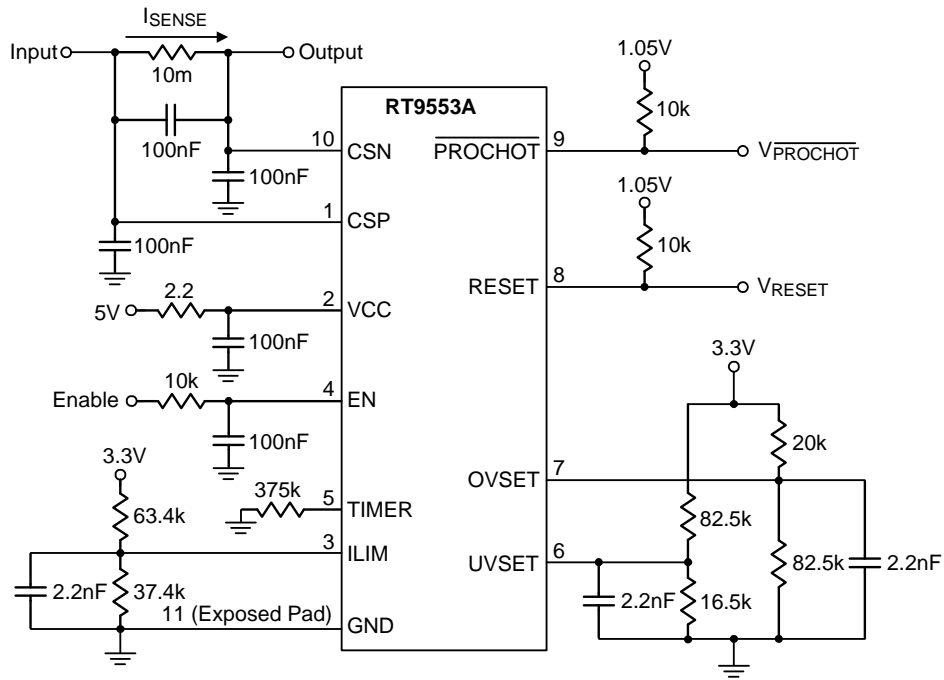 ISENSE
Input
Output
10m
100nF
100nF
100nF
RT9553A
10
CSN
1
CSP
2.2
5V
2
VCC
100nF
10k
Enable
4
EN
100nF
3.3V
63.4k
375k
5
TIMER
3
ILIM
2.2nF
37.4k
11 (Exposed Pad)
GND
PROCHOT
9
1.05V
10k
VPROCHOT
RESET
8
1.05V
10k
VRESET
3.3V
20k
OVSET
7
82.5k
UVSET
6
2.2nF
16.5k
82.5k
2.2nF